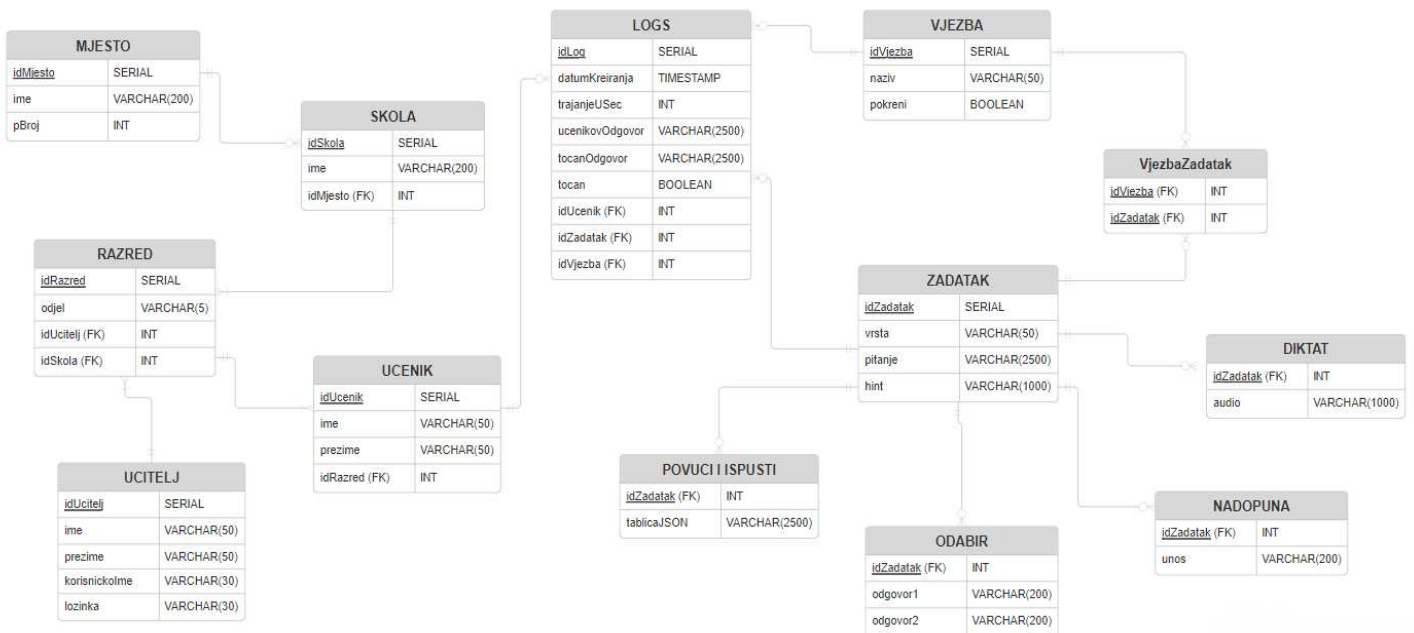 MJESTO
idMjesto SERIAL
ime VARCHAR(200)
pBroj INT
SKOLA
idSkola SERIAL
ime VARCHAR(200)
idMjesto (FK) INT
RAZRED
idRazred SERIAL
odjel VARCHAR(5)
idUcitelj (FK) INT
idSkola (FK) INT
UCITELJ
idUcitelj SERIAL
ime VARCHAR(50)
prezime VARCHAR(50)
korisnickoIme VARCHAR(30)
lozinka VARCHAR(30)
UCENIK
idUcenik SERIAL
ime VARCHAR(50)
prezime VARCHAR(50)
idRazred (FK) INT
LOGS
idLog SERIAL
datumKreiranja TIMESTAMP
trajanjeUSec INT
ucenikovOdgovor VARCHAR(2500)
tocanOdgovor VARCHAR(2500)
tocan BOOLEAN
idUcenik (FK) INT
idZadatak (FK) INT
idVjezba (FK) INT
VJEZBA
idVjezba SERIAL
naziv VARCHAR(50)
pokreni BOOLEAN
VjezbaZadatak
idVjezba (FK) INT
idZadatak (FK) INT
ZADATAK
idZadatak SERIAL
vrsta VARCHAR(50)
pitanje VARCHAR(2500)
hint VARCHAR(1000)
DIKTAT
idZadatak (FK) INT
audio VARCHAR(1000)
POVUCI I ISPUSTI
idZadatak (FK) INT
tablicaJSON VARCHAR(2500)
ODABIR
idZadatak (FK) INT
odgovor1 VARCHAR(200)
odgovor2 VARCHAR(200)
NADOPUNA
idZadatak (FK) INT
unos VARCHAR(200)